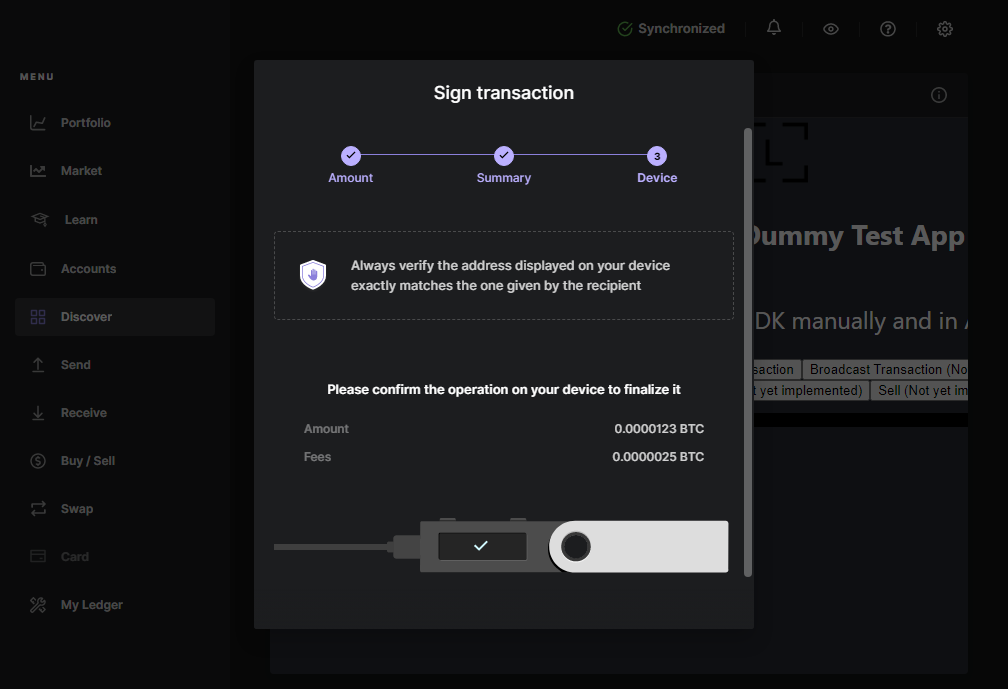 Synchronized
MENU
Portfolio
Market
Learn
Accounts
Discover
Send
Receive
Buy / Sell
Swap
Card
My Ledger
Sign transaction
3
Amount
Summary
Device
Always verify the address displayed on your device
exactly matches the one given by the recipient
Please confirm the operation on your device to finalize it
Amount 0.0000123 BTC
Fees 0.0000025 BTC
Dummy Test App
DK manually and in
saction Broadcast Transaction (No
t yet implemented) Sell (Not yet im